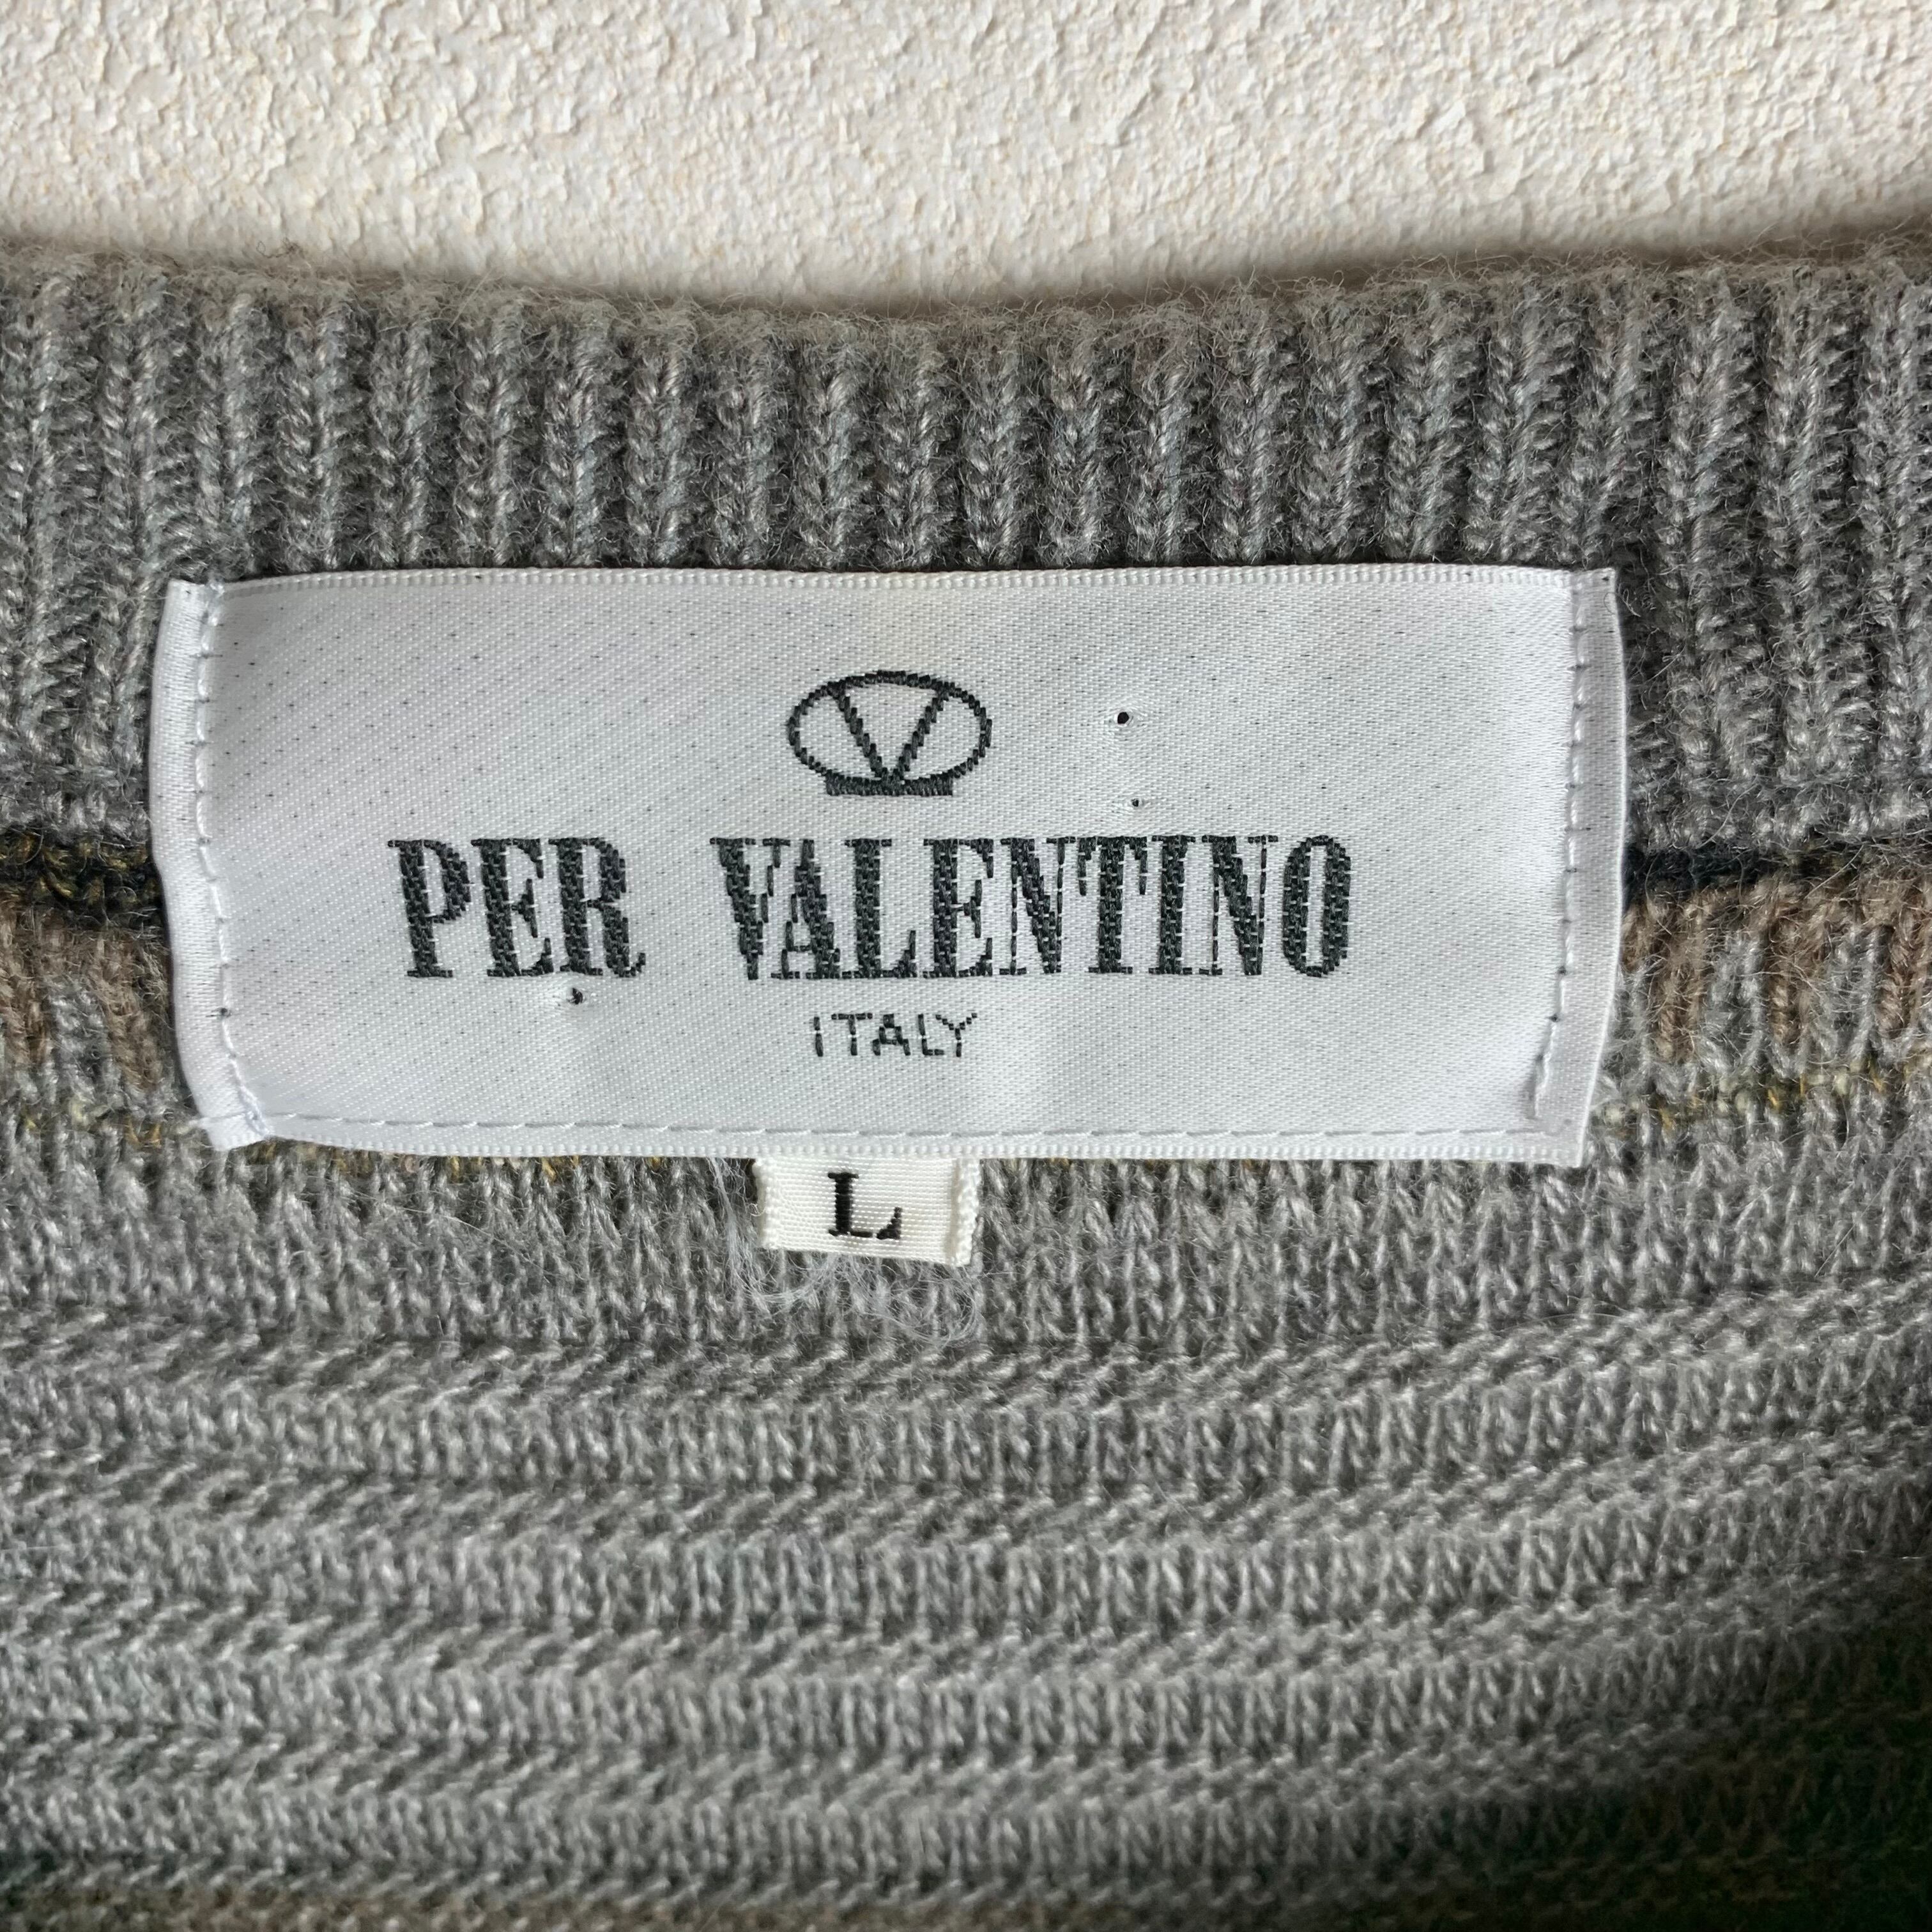 V
PER VALENTINO
ITALY
L